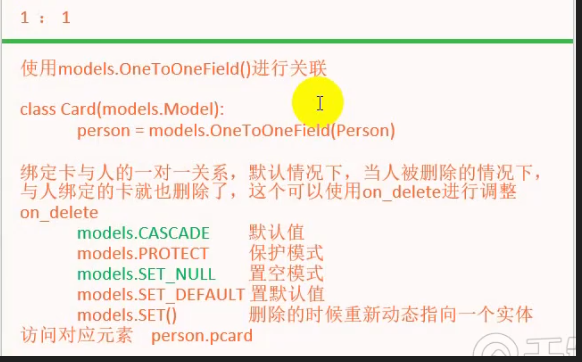 1 : 1
使用models.OneToOneField()进行关联
class Card(models.Model):
person = models.OneToOneField(Person)
绑定卡与人的一对一关系，默认情况下，当人被删除的情况下，
与人绑定的卡就也删除了，这个可以使用on_delete进行调整
on_delete
models.CASCADE 默认值
models.PROTECT 保护模式
models.SET_NULL 置空模式
models.SET_DEFAULT 置默认值
models.SET() 删除的时候重新动态指向一个实体
访问对应元素 person.pcard